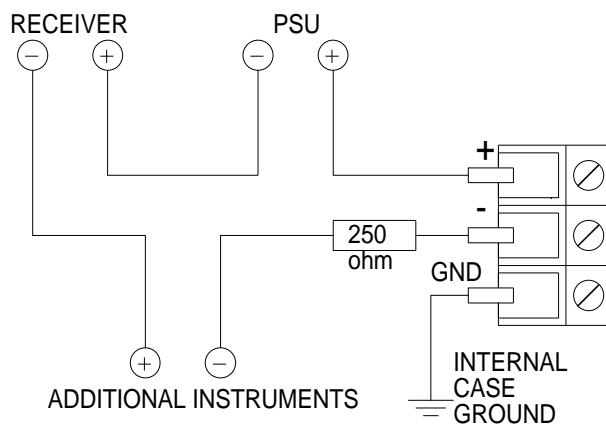 RECEIVER PSU
- + - +
+
-
250
ohm
GND
+ -
ADDITIONAL INSTRUMENTS
INTERNAL
CASE
GROUND